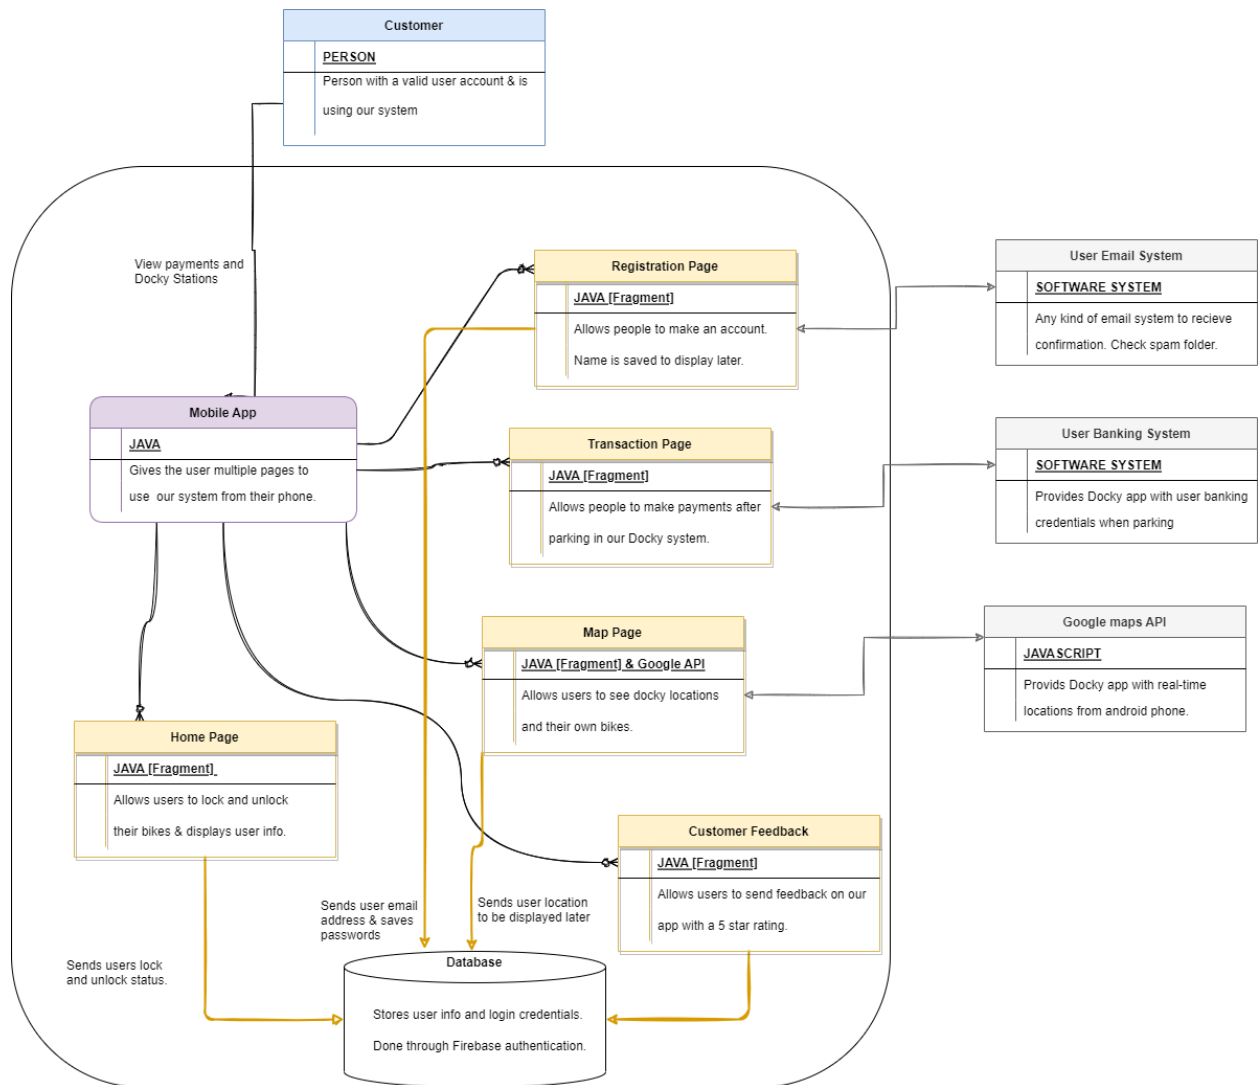 Customer
PERSON
Person with a valid user account & is
using our system
View payments and
Docky Stations
Registration Page
JAVA [Fragment]
Allows people to make an account.
Name is saved to display later.
User Email System
SOFTWARE SYSTEM
Any kind of email system to recieve
confirmation. Check spam folder.
Mobile App
JAVA
Gives the user multiple pages to
use our system from their phone.
Transaction Page
JAVA [Fragment]
Allows people to make payments after
parking in our Docky system.
User Banking System
SOFTWARE SYSTEM
Provides Docky app with user banking
credentials when parking
Map Page
JAVA [Fragment] & Google API
Allows users to see docky locations
and their own bikes.
Google maps API
JAVASCRIPT
Provids Docky app with real-time
locations from android phone.
Home Page
JAVA [Fragment]
Allows users to lock and unlock
their bikes & displays user info.
Customer Feedback
JAVA [Fragment]
Allows users to send feedback on our
app with a 5 star rating.
Sends user email
address & saves
passwords
Sends user location
to be displayed later
Sends users lock
and unlock status.
Database
Stores user info and login credentials.
Done through Firebase authentication.